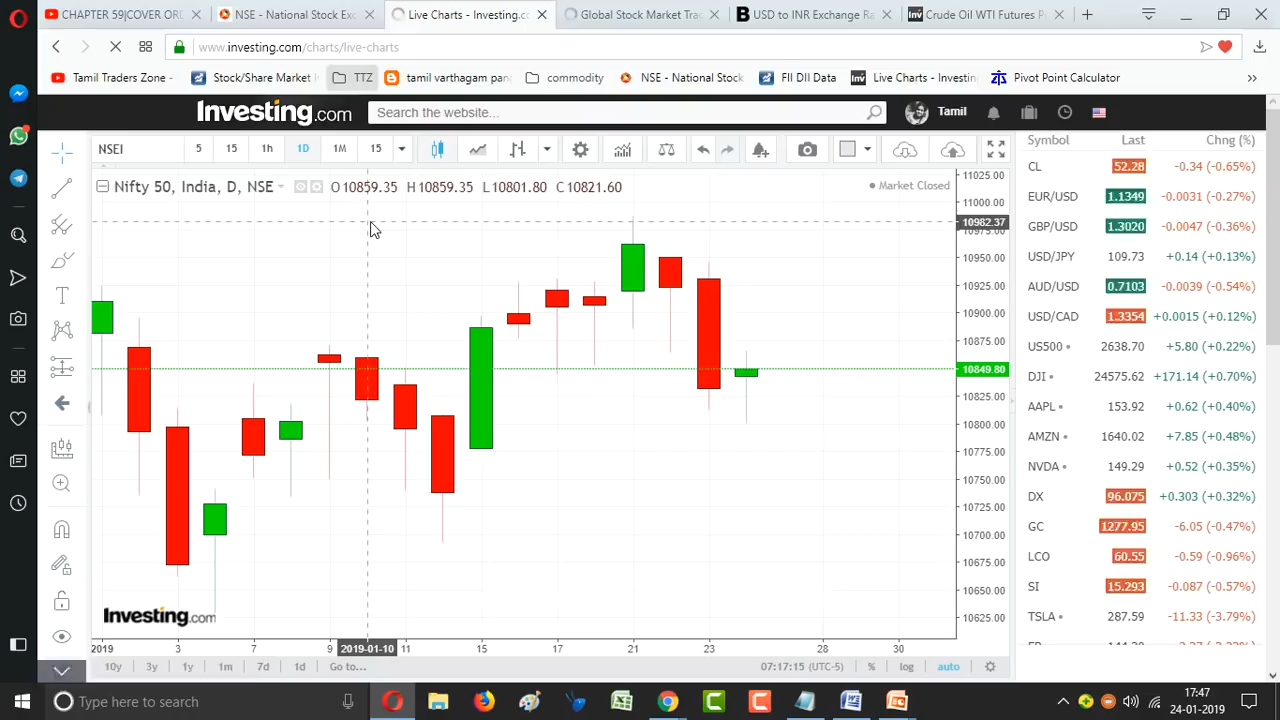 CHAPTER 59|COVER ORD
NSE - National Stock Exc
Live Charts - Investing.co
Global Stock Market Tra
USD to INR Exchange Ra
Crude Oil WTI Futures P
www.investing.com/charts/live-charts
Tamil Traders Zone -
Stock/Share Market
TTZ
tamil varthagam pan
commodity
NSE - National Stock
FII DII Data
Live Charts - Investing
Pivot Point Calculator
Investing.com
Search the website...
Tamil
NSEI
5
15
1h
1D
1M
15
Symbol Last Chng (%)
Nifty 50, India, D, NSE O10859.35 H10859.35 L10801.80 C10821.60
Market Closed
11025.00
11000.00
10982.37
10975.00
10950.00
10925.00
10900.00
10875.00
10849.80
10825.00
10800.00
10775.00
10750.00
10725.00
10700.00
10675.00
10650.00
10625.00
CL 52.28 -0.34 (-0.65%)
EUR/USD 1.1349 -0.0031 (-0.27%)
GBP/USD 1.3020 -0.0047 (-0.36%)
USD/JPY 109.73 +0.14 (+0.13%)
AUD/USD 0.7103 -0.0039 (-0.54%)
USD/CAD 1.3354 +0.0015 (+0.12%)
US500 2638.70 +5.80 (+0.22%)
DJI 24575.62 +171.14 (+0.70%)
AAPL 153.92 +0.62 (+0.40%)
AMZN 1640.02 +7.85 (+0.48%)
NVDA 149.29 +0.52 (+0.35%)
DX 96.075 +0.303 (+0.32%)
GC 1277.95 -6.05 (-0.47%)
LCO 60.55 -0.59 (-0.96%)
SI 15.293 -0.087 (-0.57%)
TSLA 287.59 -11.33 (-3.79%)
Investing.com
2019 3 7 9 2019-01-10 11 15 17 21 23 28 30
10y 3y 1y 1m 7d 1d Go to... 07:17:15 (UTC-5) % log auto
Type here to search
17:47
24-01-2019